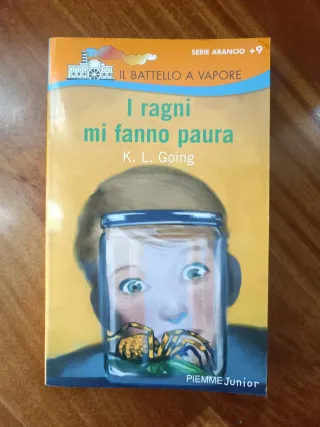 SERIE ARANCIO +9
IL BATTELLO A VAPORE
I ragni
mi fanno paura
K. L. Going
PIEMME Junior